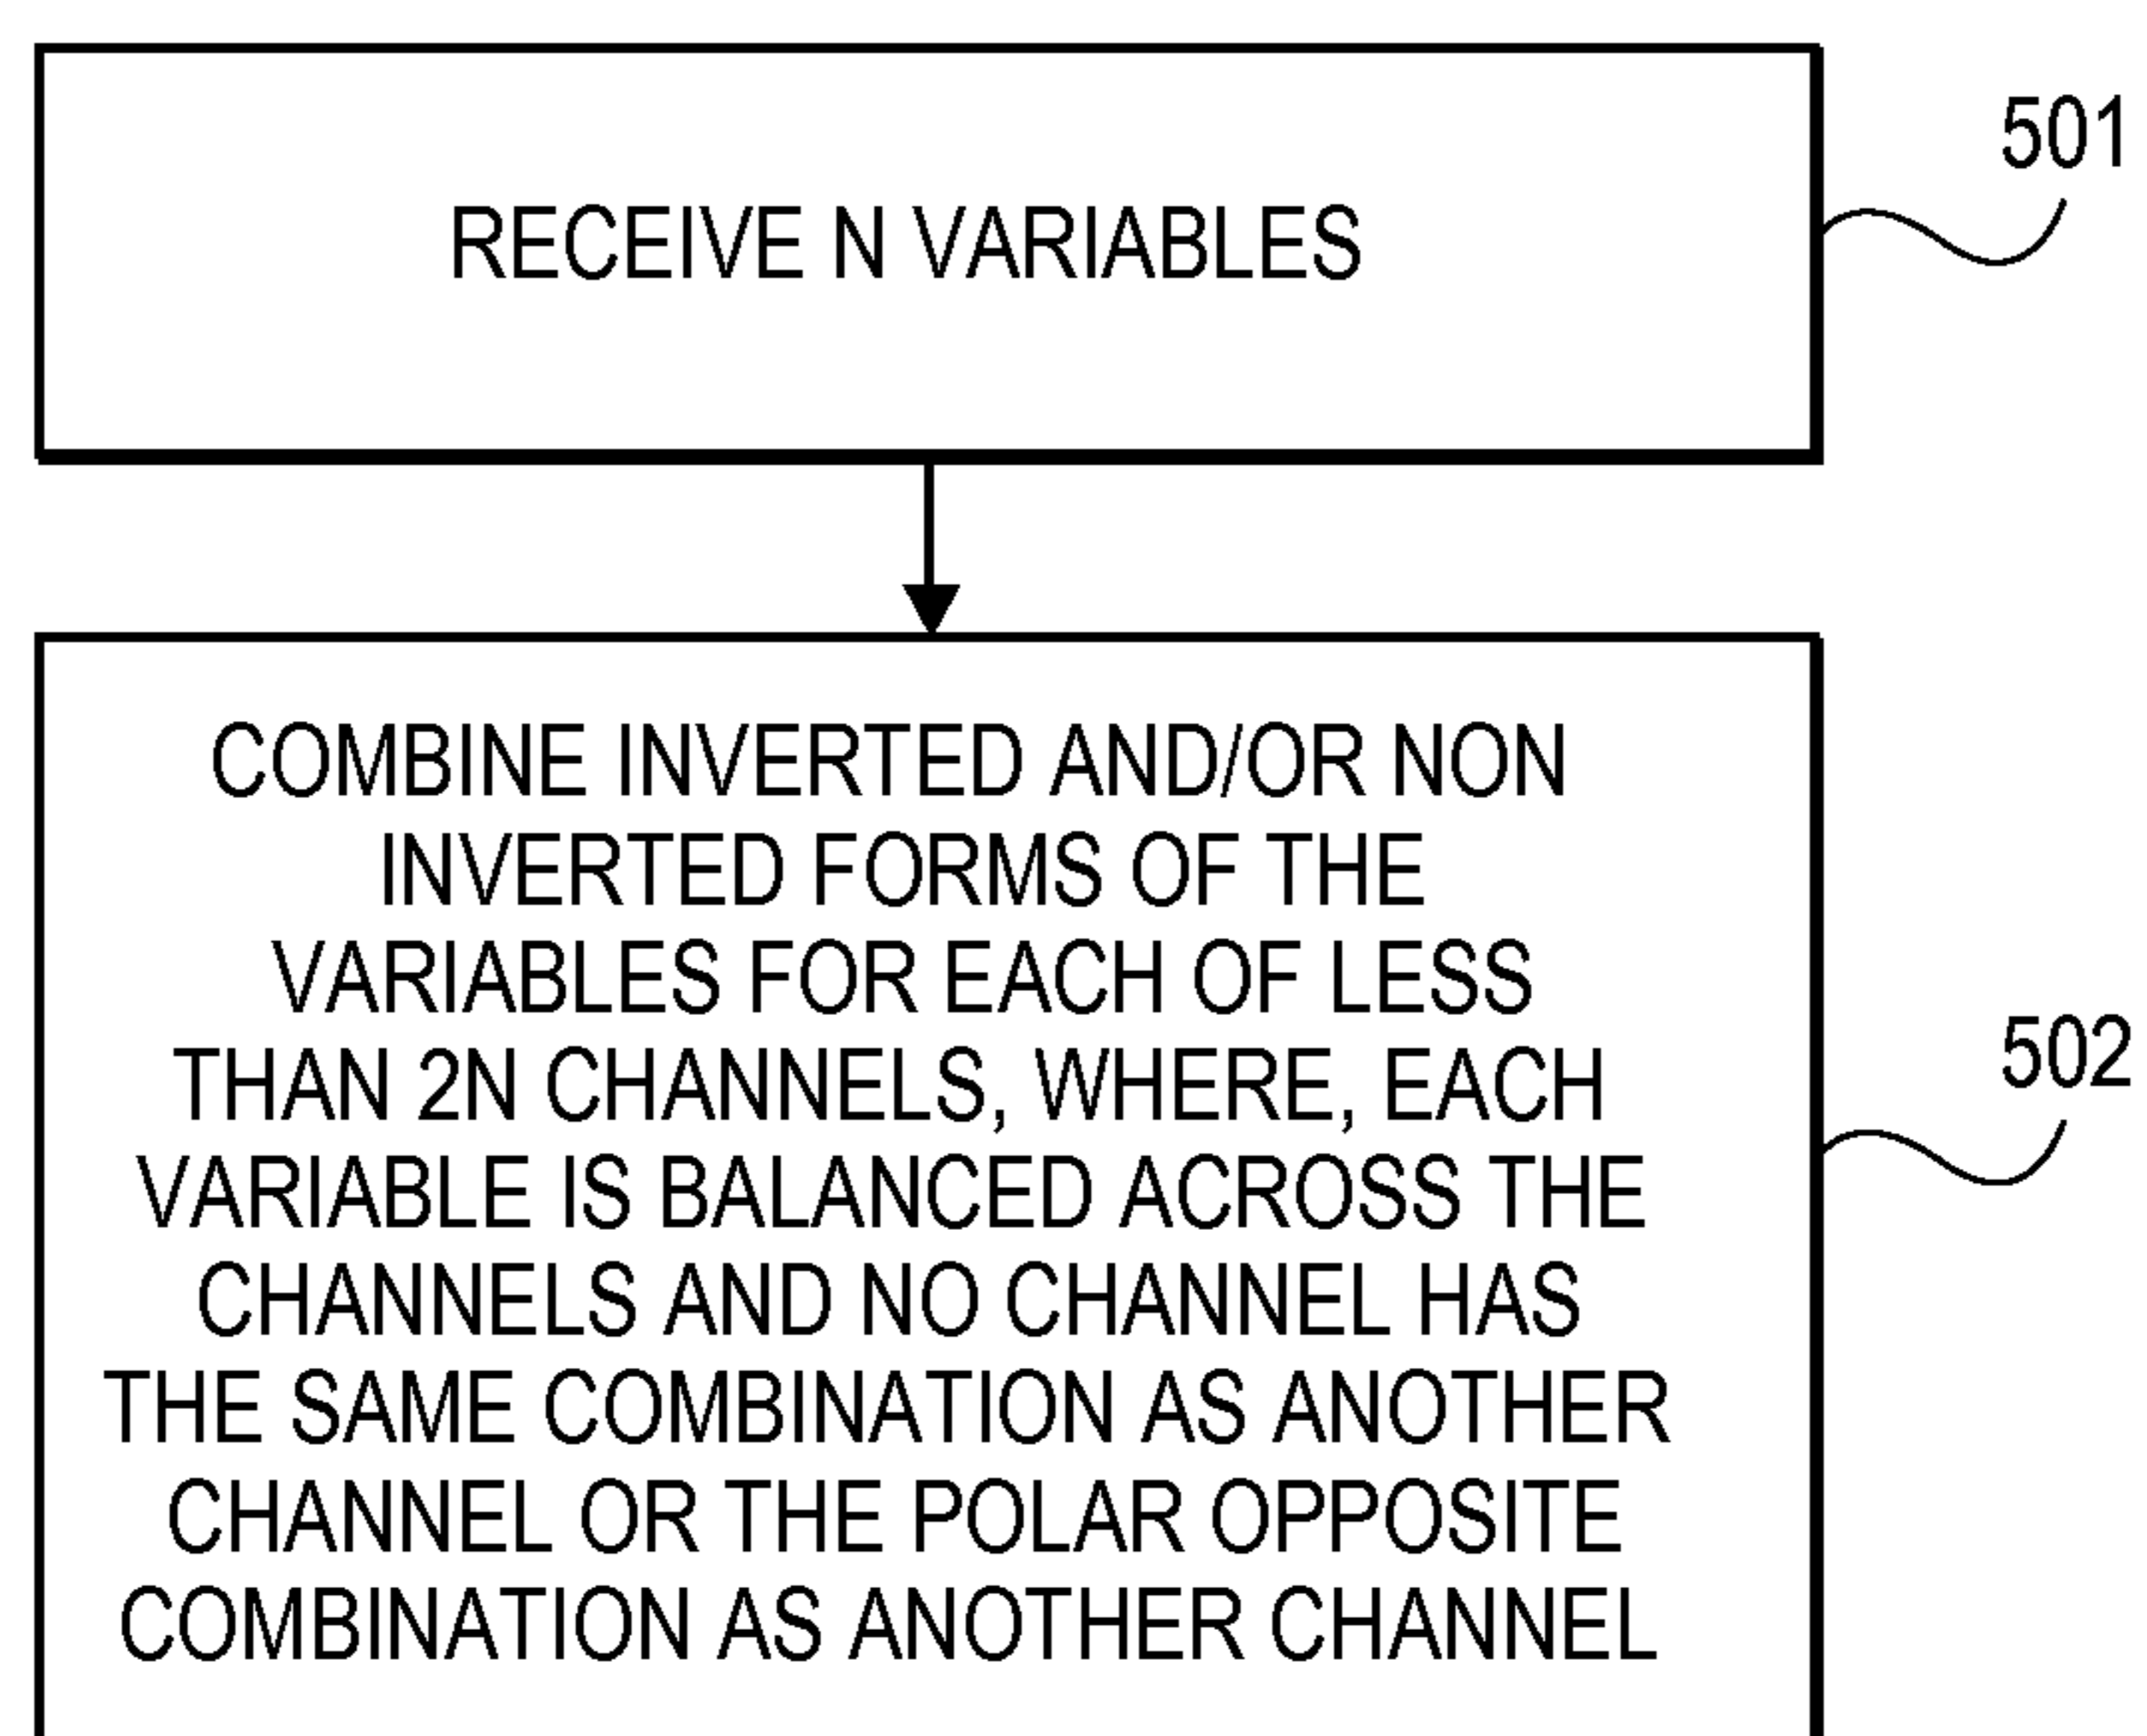 RECEIVE N VARIABLES
501
COMBINE INVERTED AND/OR NON
INVERTED FORMS OF THE
VARIABLES FOR EACH OF LESS
THAN 2N CHANNELS, WHERE, EACH
VARIABLE IS BALANCED ACROSS THE
CHANNELS AND NO CHANNEL HAS
THE SAME COMBINATION AS ANOTHER
CHANNEL OR THE POLAR OPPOSITE
COMBINATION AS ANOTHER CHANNEL
502